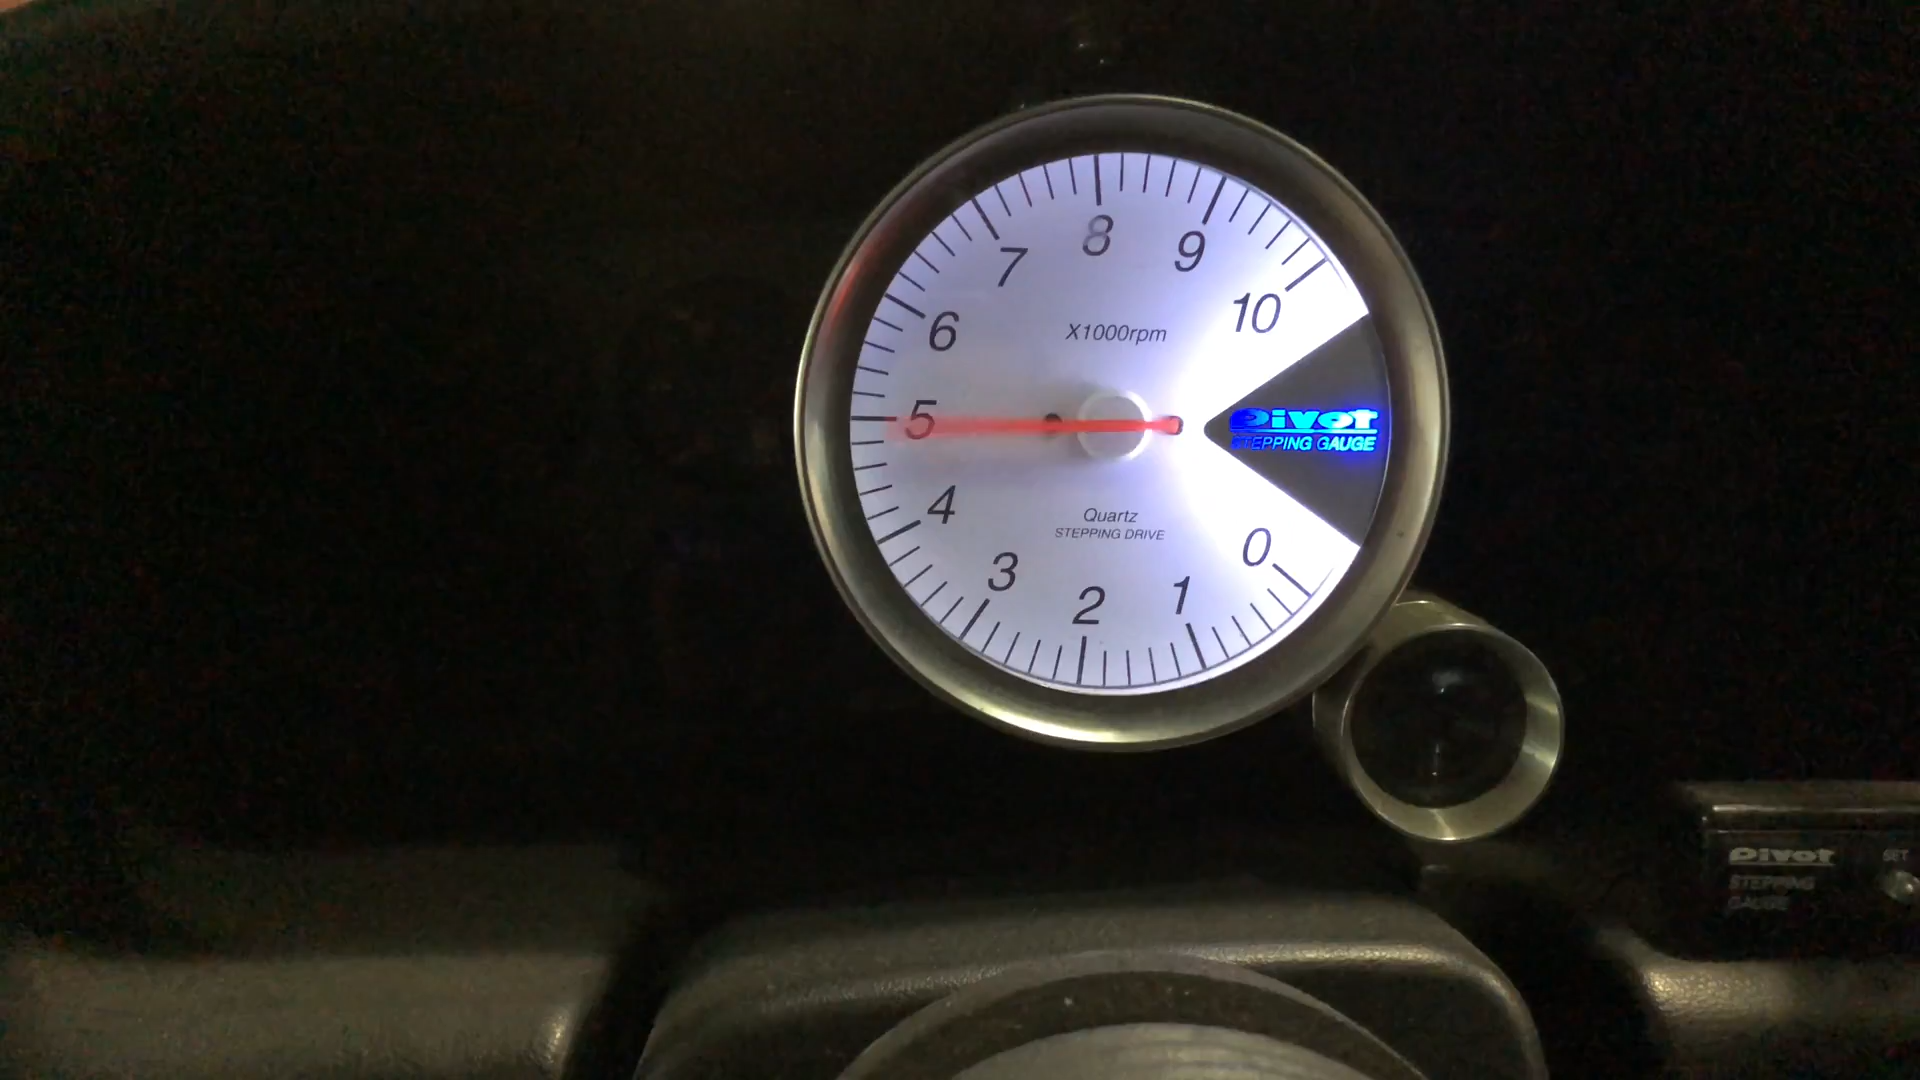 8
7
9
10
6
X1000rpm
5
Pivot
STEPPING GAUGE
4
Quartz
STEPPING DRIVE
0
3
1
2
Pivot
SET
STEPPING
GAUGE